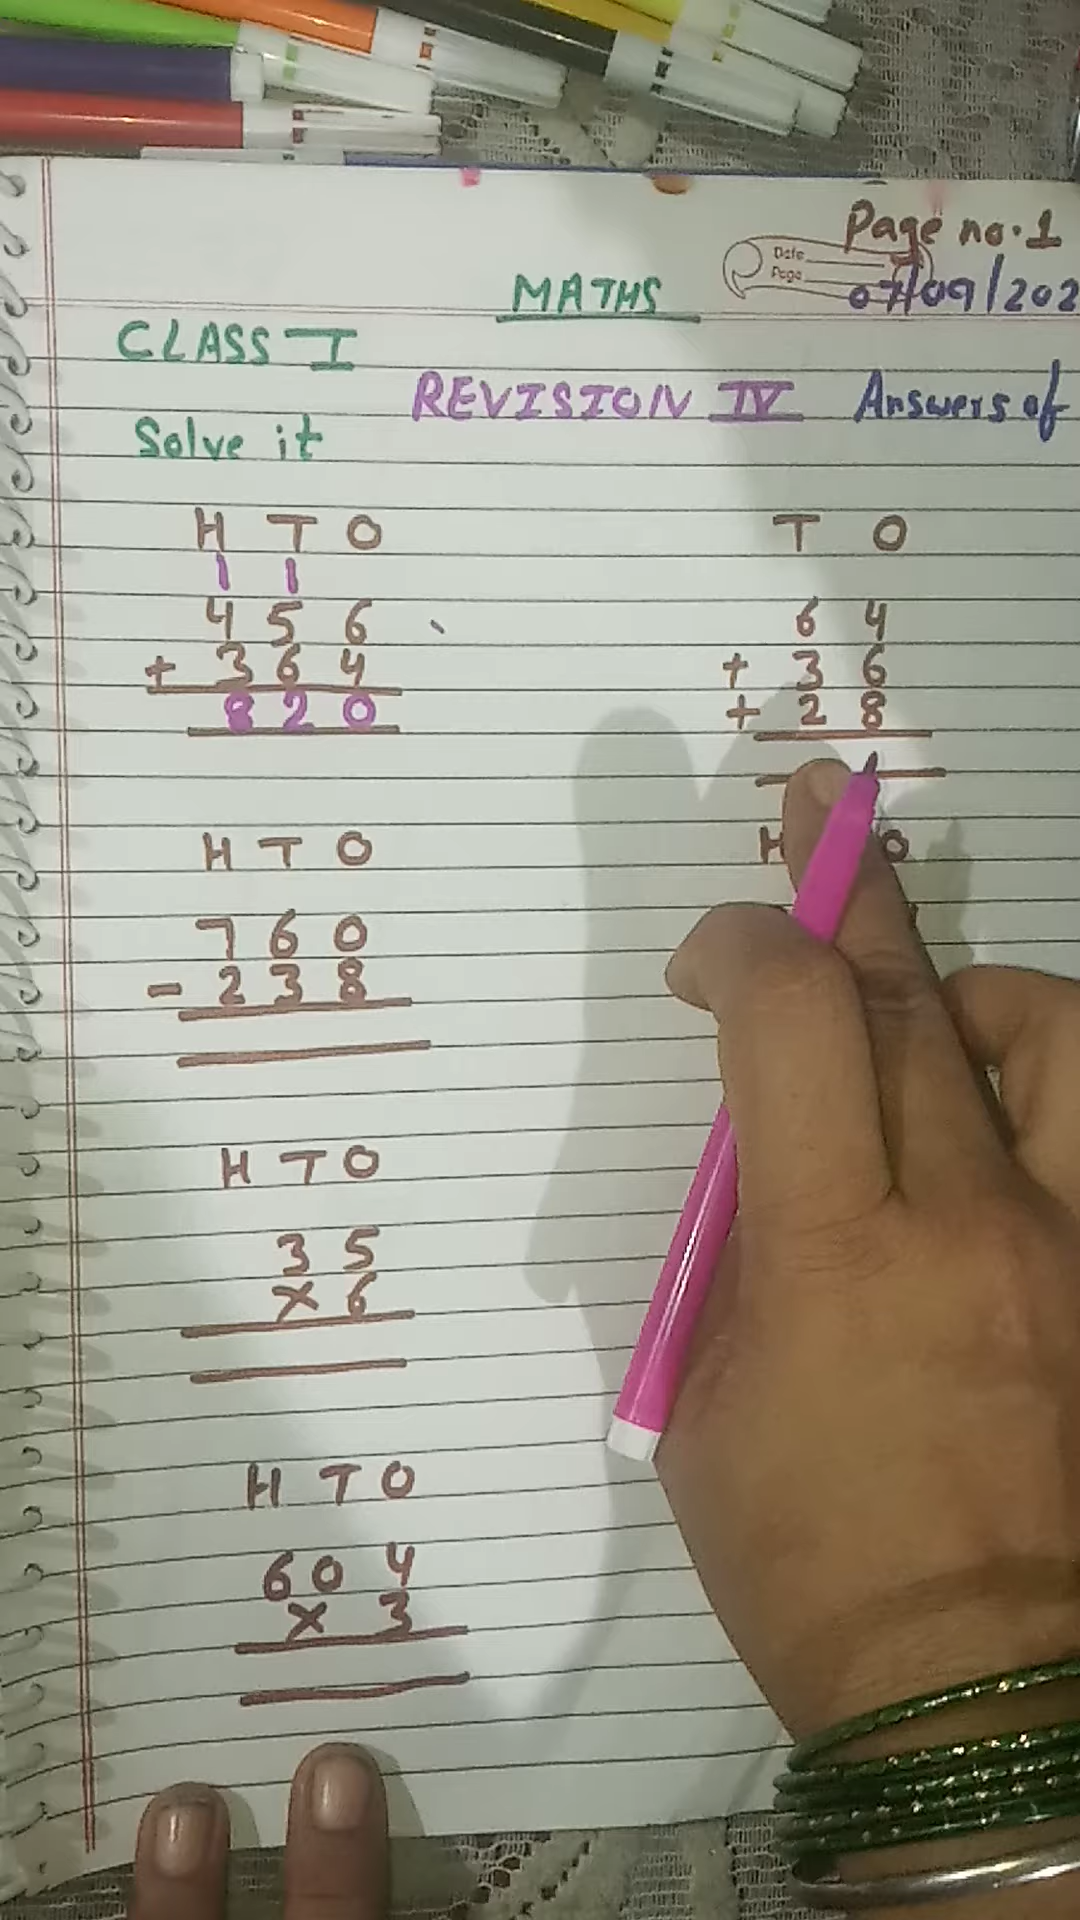 Page no. 1
Date
Page
07/09/202
MATHS
CLASS I
REVISION IV Answers of
Solve it
H T O
1 1
4 5 6
+ 3 6 4
8 2 0
T O
6 4
+ 3 6
+ 2 8
H T O
7 6 0
- 2 3 8
H O
H T O
3 5
× 6
H T O
6 0 4
× 3